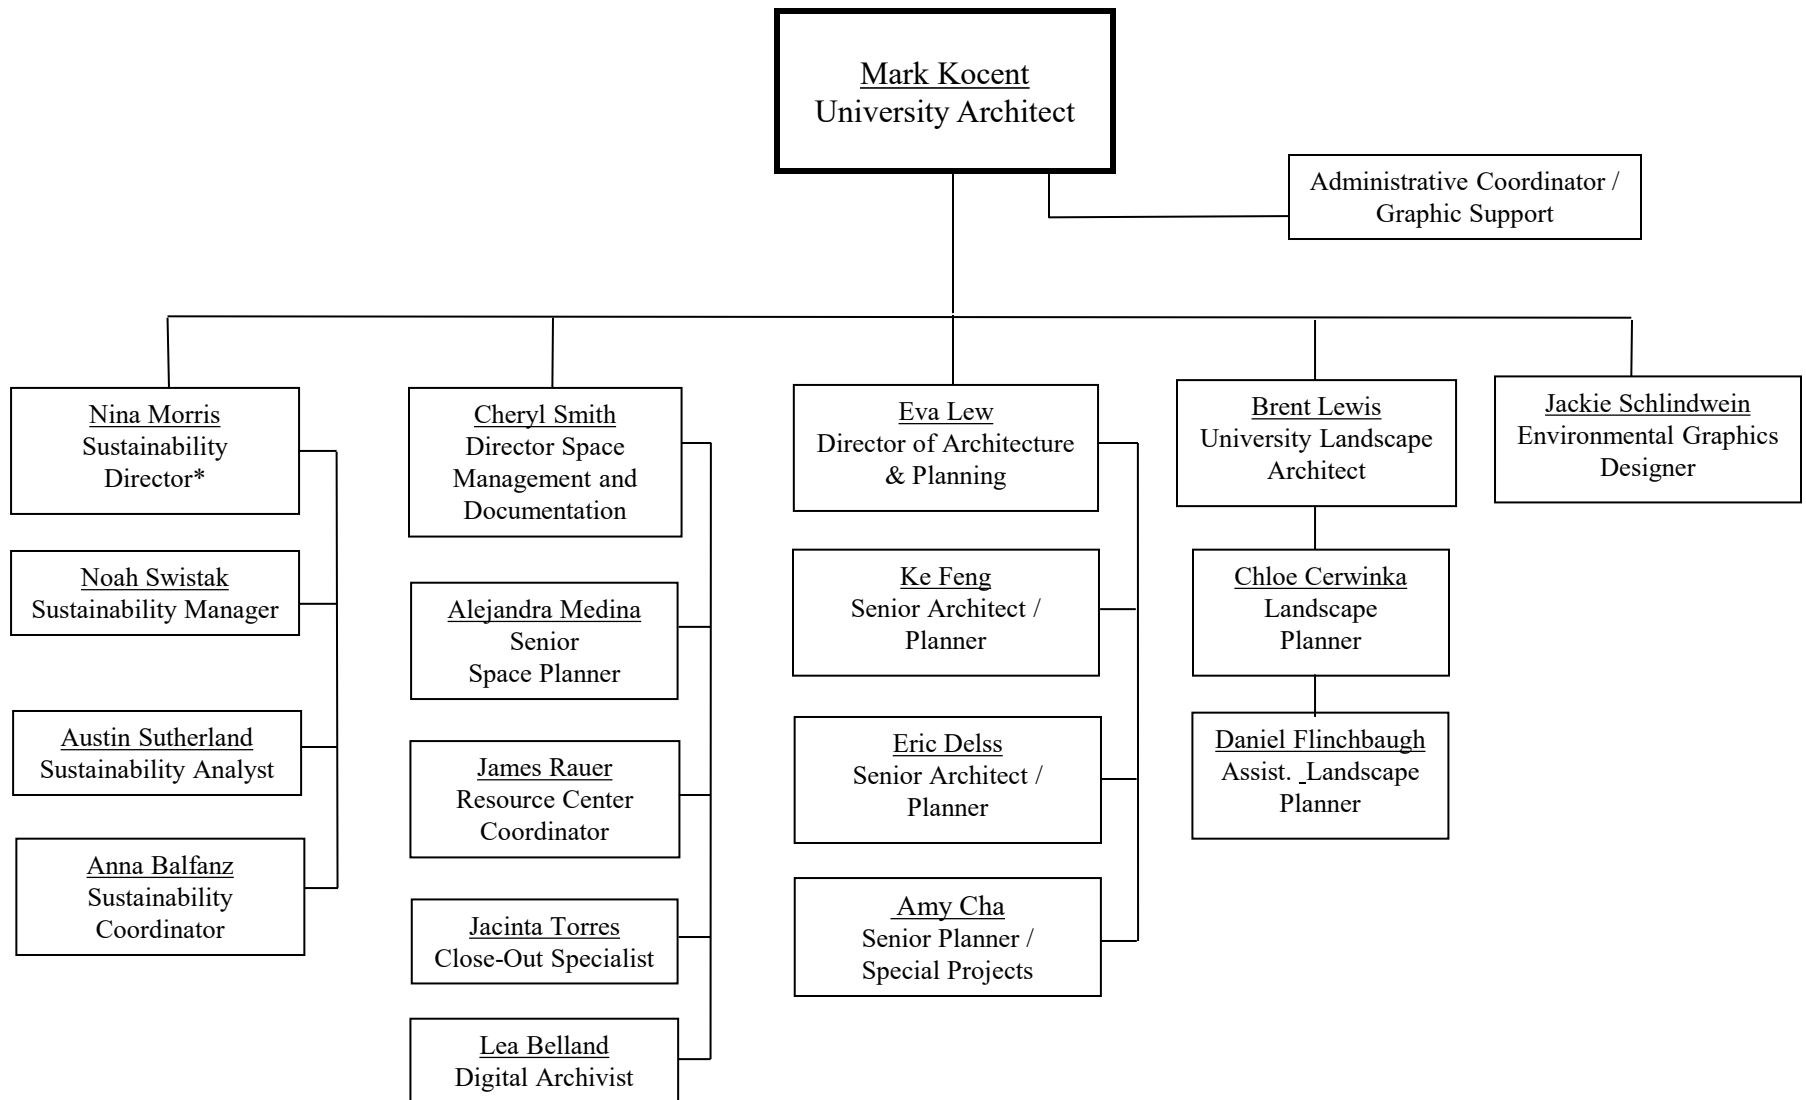 Mark Kocent
University Architect
Administrative Coordinator /
Graphic Support
Nina Morris
Sustainability
Director*
Noah Swistak
Sustainability Manager
Austin Sutherland
Sustainability Analyst
Anna Balfanz
Sustainability
Coordinator
Cheryl Smith
Director Space
Management and
Documentation
Alejandra Medina
Senior
Space Planner
James Rauer
Resource Center
Coordinator
Jacinta Torres
Close-Out Specialist
Lea Belland
Digital Archivist
Eva Lew
Director of Architecture
& Planning
Ke Feng
Senior Architect /
Planner
Eric Delss
Senior Architect /
Planner
Amy Cha
Senior Planner /
Special Projects
Brent Lewis
University Landscape
Architect
Chloe Cerwinka
Landscape
Planner
Daniel Flinchbaugh
Assist. _Landscape
Planner
Jackie Schlindwein
Environmental Graphics
Designer